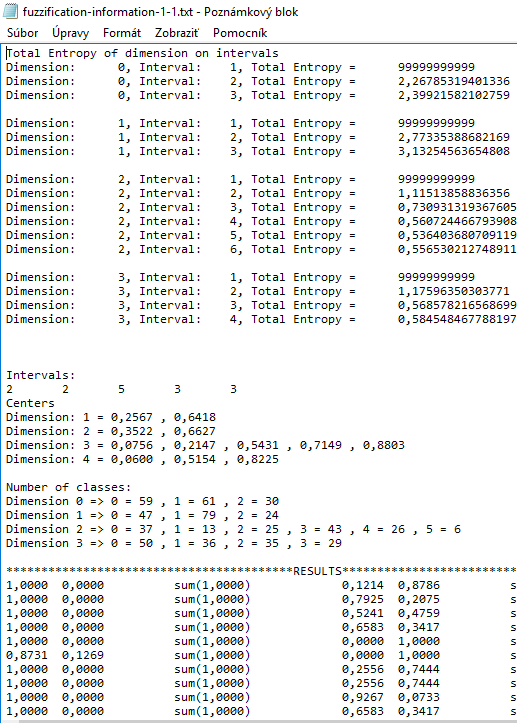 fuzzification-information-1-1.txt - Poznámkový blok
Súbor Úpravy Formát Zobraziť Pomocník
Total Entropy of dimension on intervals
Dimension: 0, Interval: 1, Total Entropy = 99999999999
Dimension: 0, Interval: 2, Total Entropy = 2,26785319401336
Dimension: 0, Interval: 3, Total Entropy = 2,39921582102759
Dimension: 1, Interval: 1, Total Entropy = 99999999999
Dimension: 1, Interval: 2, Total Entropy = 2,77335388682169
Dimension: 1, Interval: 3, Total Entropy = 3,13254563654808
Dimension: 2, Interval: 1, Total Entropy = 99999999999
Dimension: 2, Interval: 2, Total Entropy = 1,11513858836356
Dimension: 2, Interval: 3, Total Entropy = 0,730931319367605
Dimension: 2, Interval: 4, Total Entropy = 0,560724466793908
Dimension: 2, Interval: 5, Total Entropy = 0,536403680709119
Dimension: 2, Interval: 6, Total Entropy = 0,556530212748911
Dimension: 3, Interval: 1, Total Entropy = 99999999999
Dimension: 3, Interval: 2, Total Entropy = 1,17596350303771
Dimension: 3, Interval: 3, Total Entropy = 0,568578216568699
Dimension: 3, Interval: 4, Total Entropy = 0,584548467788197
Intervals:
2 2 5 3 3
Centers
Dimension: 1 = 0,2567 , 0,6418
Dimension: 2 = 0,3522 , 0,6627
Dimension: 3 = 0,0756 , 0,2147 , 0,5431 , 0,7149 , 0,8803
Dimension: 4 = 0,0600 , 0,5154 , 0,8225
Number of classes:
Dimension 0 => 0 = 59 , 1 = 61 , 2 = 30
Dimension 1 => 0 = 47 , 1 = 79 , 2 = 24
Dimension 2 => 0 = 37 , 1 = 13 , 2 = 25 , 3 = 43 , 4 = 26 , 5 = 6
Dimension 3 => 0 = 50 , 1 = 36 , 2 = 35 , 3 = 29
*****************************************RESULTS**************************
1,0000 0,0000 sum(1,0000) 0,1214 0,8786 s
1,0000 0,0000 sum(1,0000) 0,7925 0,2075 s
1,0000 0,0000 sum(1,0000) 0,5241 0,4759 s
1,0000 0,0000 sum(1,0000) 0,6583 0,3417 s
1,0000 0,0000 sum(1,0000) 0,0000 1,0000 s
0,8731 0,1269 sum(1,0000) 0,0000 1,0000 s
1,0000 0,0000 sum(1,0000) 0,2556 0,7444 s
1,0000 0,0000 sum(1,0000) 0,2556 0,7444 s
1,0000 0,0000 sum(1,0000) 0,9267 0,0733 s
1,0000 0,0000 sum(1,0000) 0,6583 0,3417 s